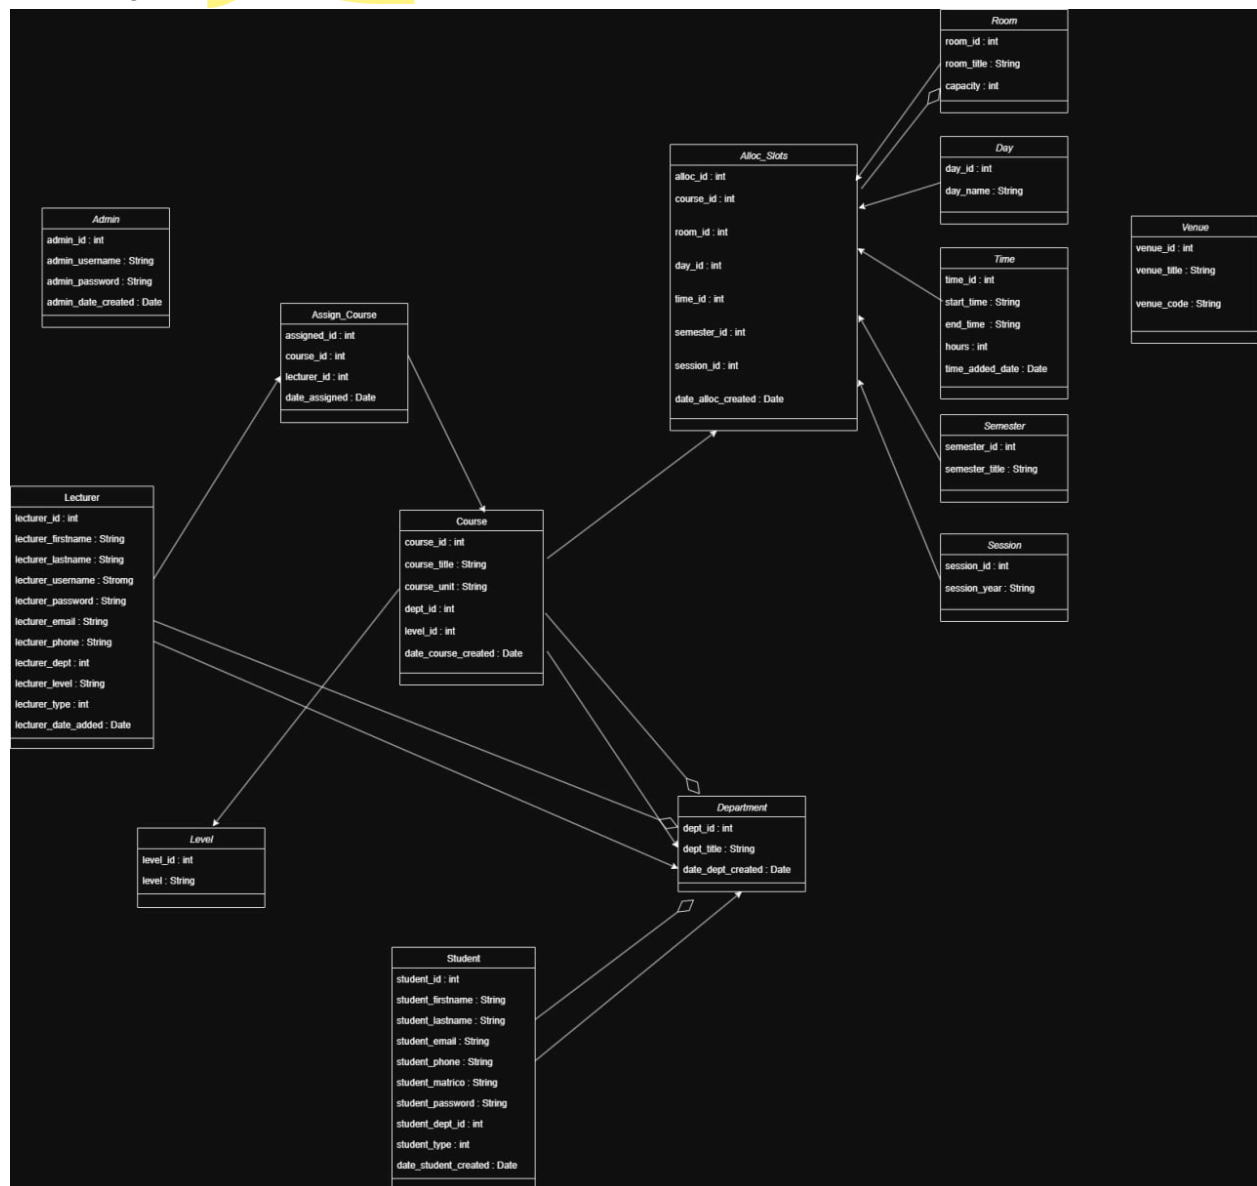 Room
room_id : int
room_title : String
capacity : int
Day
day_id : int
day_name : String
Alloc_Slots
alloc_id : int
course_id : int
room_id : int
day_id : int
time_id : int
semester_id : int
session_id : int
date_alloc_created : Date
Admin
admin_id : int
admin_username : String
admin_password : String
admin_date_created : Date
Venue
venue_id : int
venue_title : String
venue_code : String
Time
time_id : int
start_time : String
end_time : String
hours : int
time_added_date : Date
Assign_Course
assigned_id : int
course_id : int
lecturer_id : int
date_assigned : Date
Semester
semester_id : int
semester_title : String
Lecturer
lecturer_id : int
lecturer_firstname : String
lecturer_lastname : String
lecturer_username : Stromg
lecturer_password : String
lecturer_email : String
lecturer_phone : String
lecturer_dept : int
lecturer_level : String
lecturer_type : int
lecturer_date_added : Date
Course
course_id : int
course_title : String
course_unit : String
dept_id : int
level_id : int
date_course_created : Date
Session
session_id : int
session_year : String
Level
level_id : int
level : String
Department
dept_id : int
dept_title : String
date_dept_created : Date
Student
student_id : int
student_firstname : String
student_lastname : String
student_email : String
student_phone : String
student_matrico : String
student_password : String
student_dept_id : int
student_type : int
date_student_created : Date